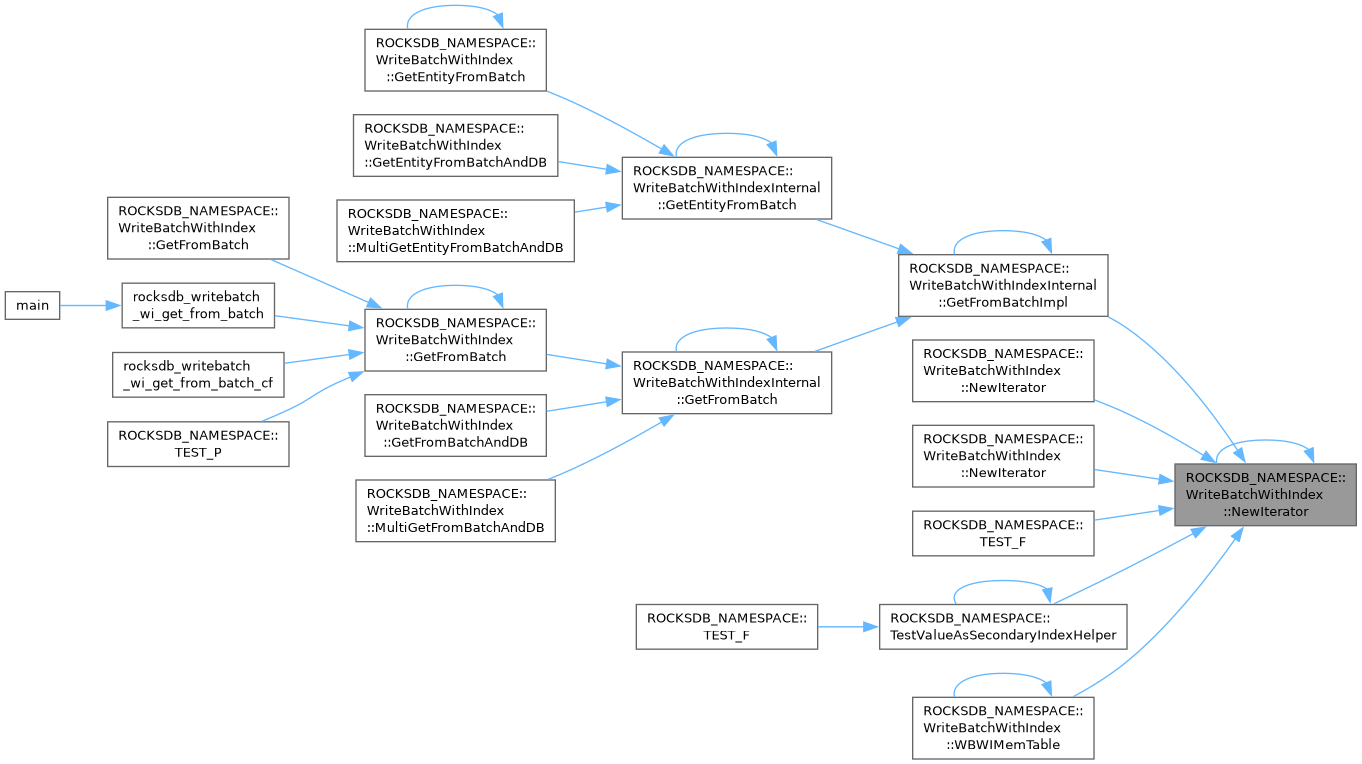 ROCKSDB_NAMESPACE::
WriteBatchWithIndex
::GetEntityFromBatch
ROCKSDB_NAMESPACE::
WriteBatchWithIndex
::GetEntityFromBatchAndDB
ROCKSDB_NAMESPACE::
WriteBatchWithIndex
::MultiGetEntityFromBatchAndDB
ROCKSDB_NAMESPACE::
WriteBatchWithIndexInternal
::GetEntityFromBatch
ROCKSDB_NAMESPACE::
WriteBatchWithIndex
::GetFromBatch
main
rocksdb_writebatch
_wi_get_from_batch
rocksdb_writebatch
_wi_get_from_batch_cf
ROCKSDB_NAMESPACE::
TEST_P
ROCKSDB_NAMESPACE::
WriteBatchWithIndex
::GetFromBatch
ROCKSDB_NAMESPACE::
WriteBatchWithIndex
::GetFromBatchAndDB
ROCKSDB_NAMESPACE::
WriteBatchWithIndex
::MultiGetFromBatchAndDB
ROCKSDB_NAMESPACE::
WriteBatchWithIndexInternal
::GetFromBatch
ROCKSDB_NAMESPACE::
WriteBatchWithIndexInternal
::GetFromBatchImpl
ROCKSDB_NAMESPACE::
WriteBatchWithIndex
::NewIterator
ROCKSDB_NAMESPACE::
WriteBatchWithIndex
::NewIterator
ROCKSDB_NAMESPACE::
TEST_F
ROCKSDB_NAMESPACE::
WriteBatchWithIndex
::NewIterator
ROCKSDB_NAMESPACE::
TEST_F
ROCKSDB_NAMESPACE::
TestValueAsSecondaryIndexHelper
ROCKSDB_NAMESPACE::
WriteBatchWithIndex
::WBWIMemTable